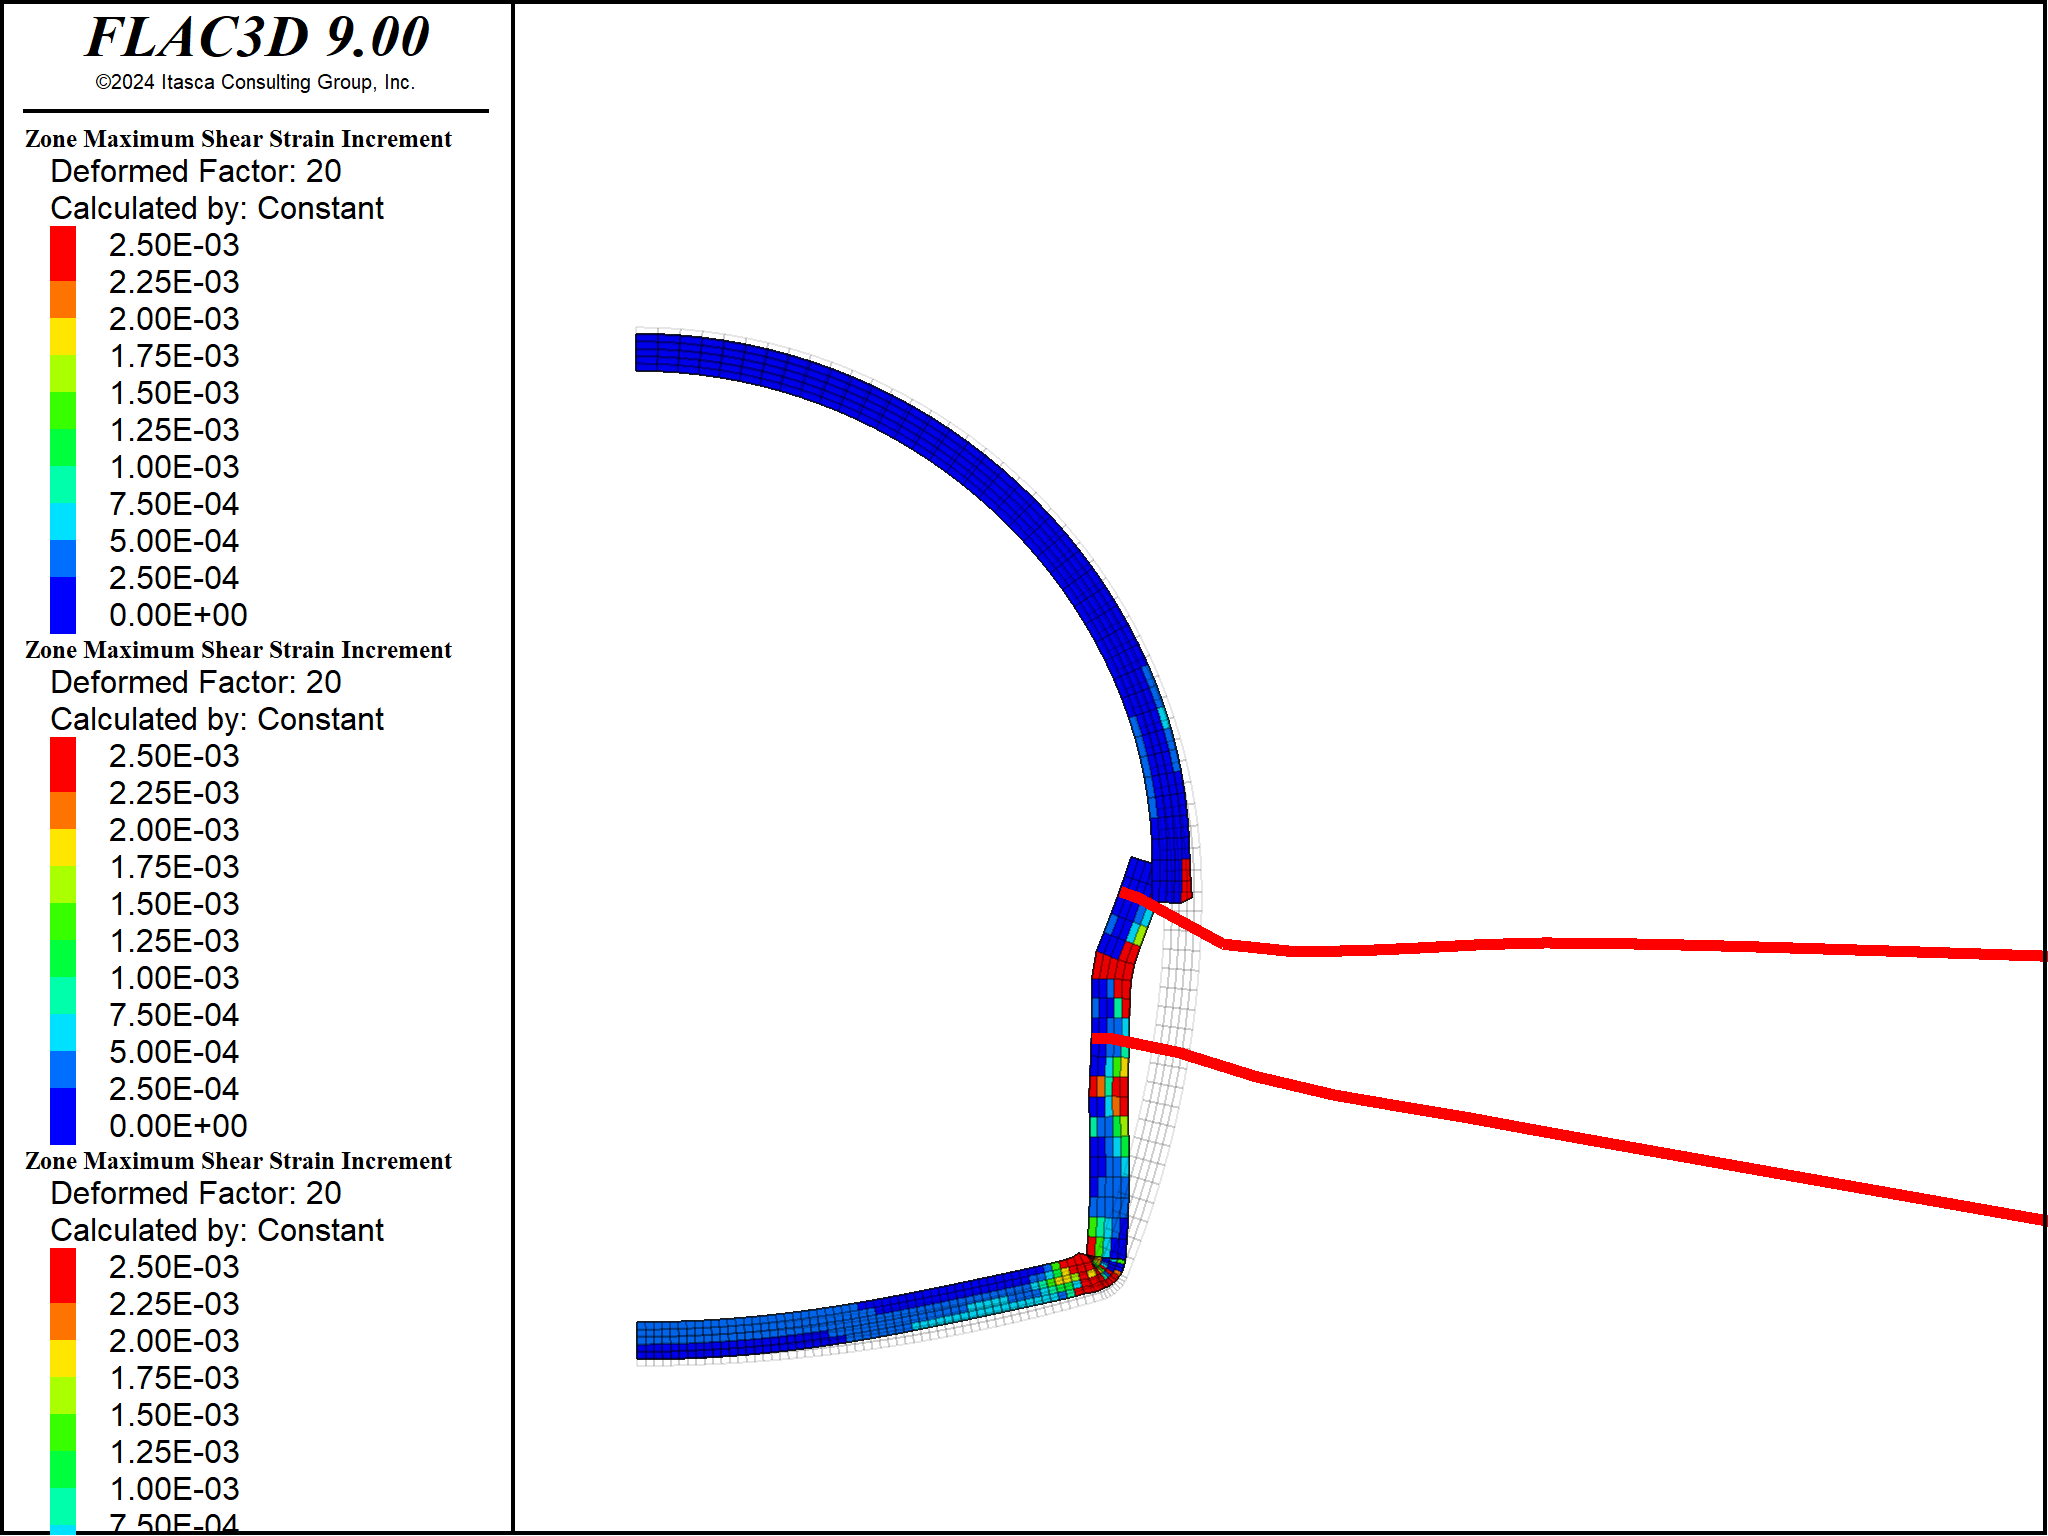 FLAC3D 9.00
©2024 Itasca Consulting Group, Inc.
Zone Maximum Shear Strain Increment
Deformed Factor: 20
Calculated by: Constant
2.50E-03
2.25E-03
2.00E-03
1.75E-03
1.50E-03
1.25E-03
1.00E-03
7.50E-04
5.00E-04
2.50E-04
0.00E+00
Zone Maximum Shear Strain Increment
Deformed Factor: 20
Calculated by: Constant
2.50E-03
2.25E-03
2.00E-03
1.75E-03
1.50E-03
1.25E-03
1.00E-03
7.50E-04
5.00E-04
2.50E-04
0.00E+00
Zone Maximum Shear Strain Increment
Deformed Factor: 20
Calculated by: Constant
2.50E-03
2.25E-03
2.00E-03
1.75E-03
1.50E-03
1.25E-03
1.00E-03
7.50E-04